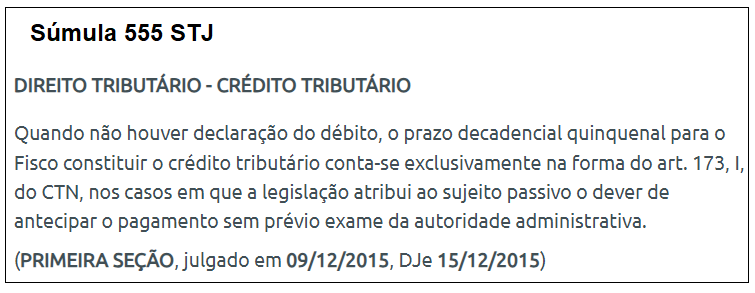 Súmula 555 STJ
DIREITO TRIBUTÁRIO - CRÉDITO TRIBUTÁRIO
Quando não houver declaração do débito, o prazo decadencial quinquenal para o
Fisco constituir o crédito tributário conta-se exclusivamente na forma do art. 173, I,
do CTN, nos casos em que a legislação atribui ao sujeito passivo o dever de
antecipar o pagamento sem prévio exame da autoridade administrativa.
(PRIMEIRA SEÇÃO, julgado em 09/12/2015, DJe 15/12/2015)